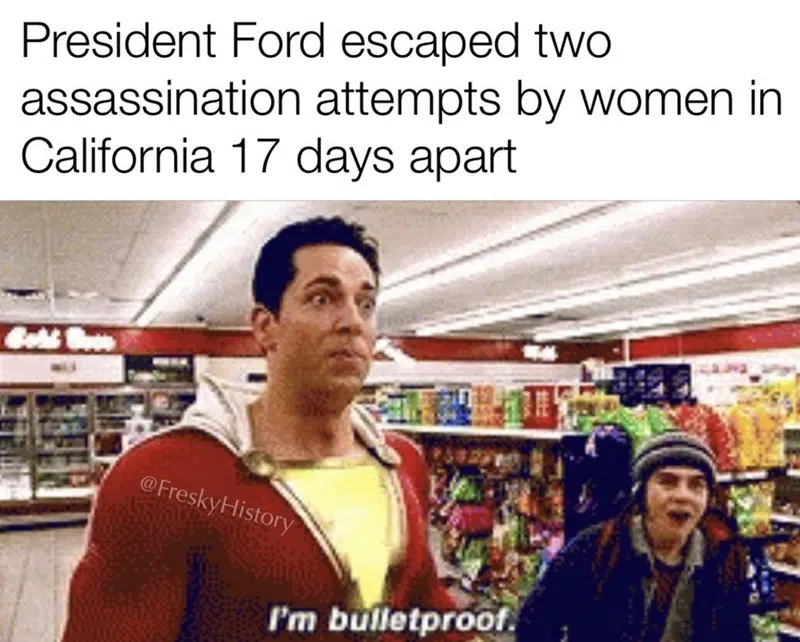 President Ford escaped two
assassination attempts by women in
California 17 days apart
@FreskyHistory
I'm bulletproof.